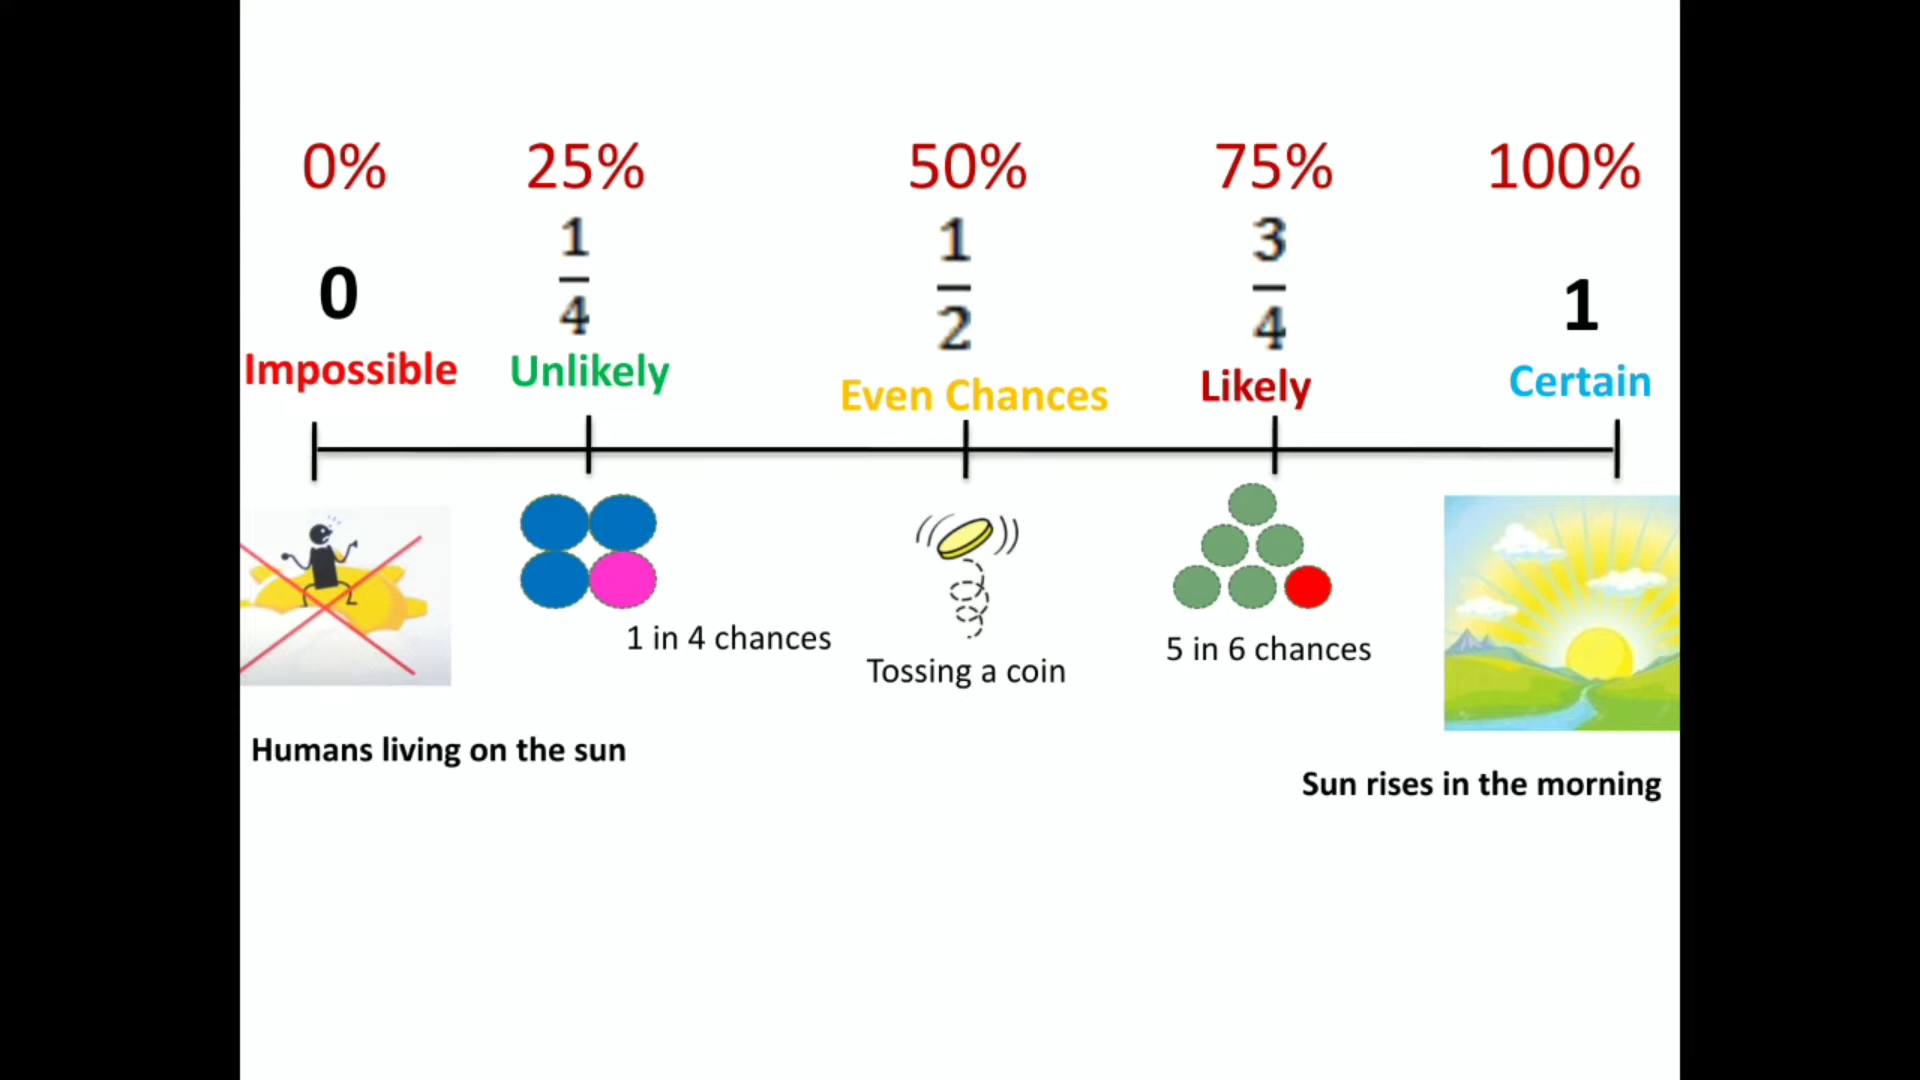 0% 25% 50% 75% 100%
0 1/4 1/2 3/4 1
Impossible Unlikely Even Chances Likely Certain
1 in 4 chances
Tossing a coin
5 in 6 chances
Humans living on the sun
Sun rises in the morning